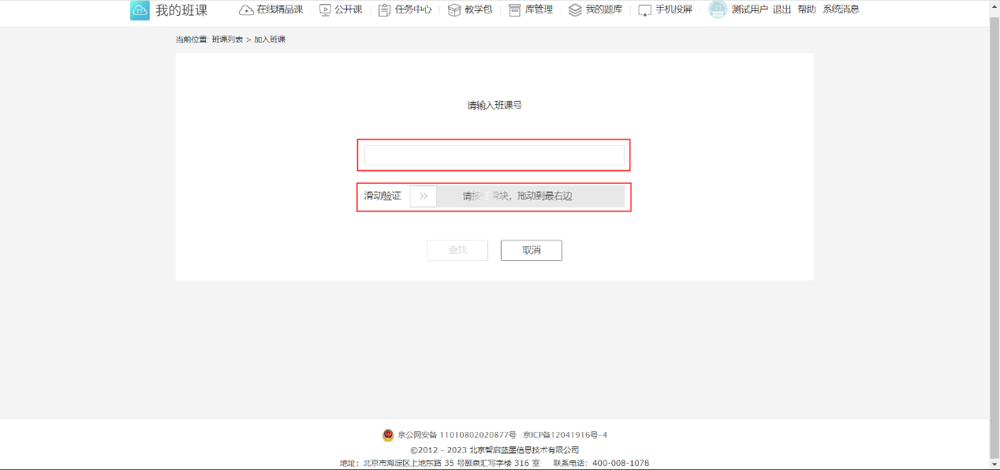 我的班课 在线精品课 公开课 任务中心 教学包 库管理 我的题库 手机投屏 测试用户 退出 帮助 系统消息
当前位置: 班课列表 > 加入班课
请输入班课号
滑动验证 >> 请按住滑块，拖动到最右边
查找 取消
京公网安备 11010802020877号 京ICP备12041916号-4
©2012 - 2023 北京智启蓝墨信息技术有限公司
地址：北京市海淀区上地东路 35 号颐泉汇写字楼 316 室 联系电话：400-008-1078